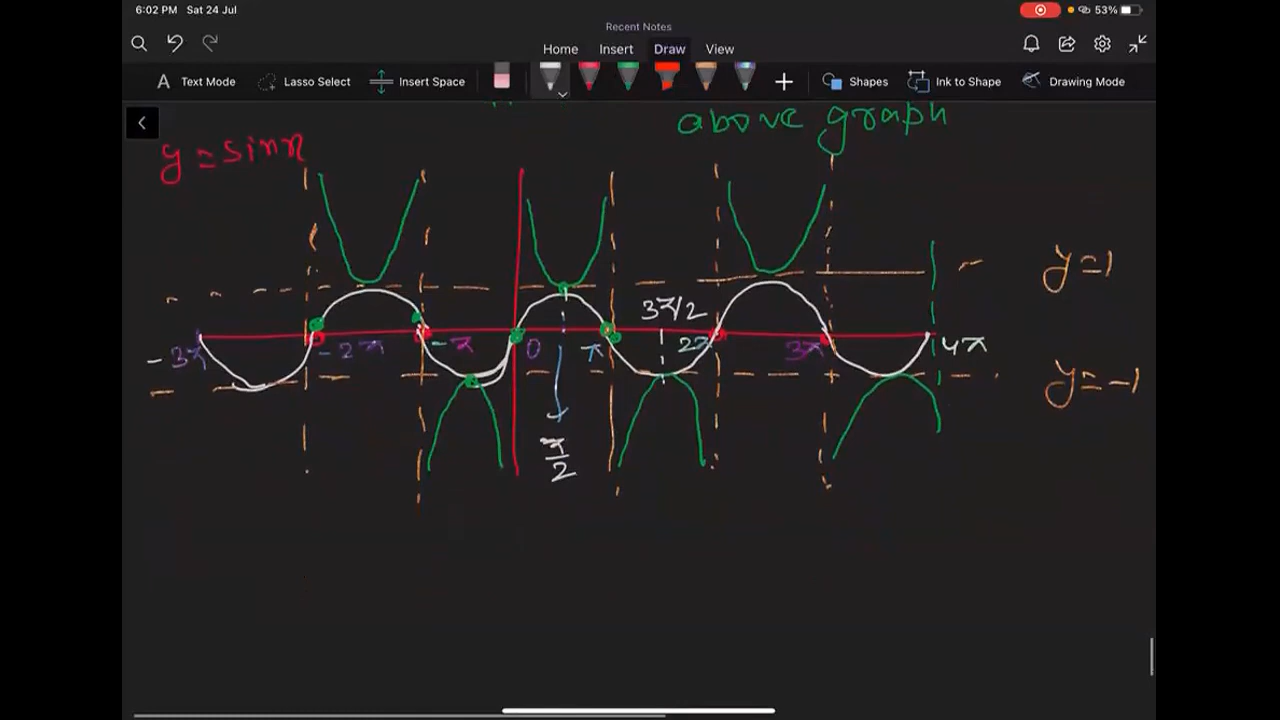 6:02 PM Sat 24 Jul 53%
Recent Notes
Home Insert Draw View
Text Mode Lasso Select Insert Space Shapes Ink to Shape Drawing Mode
above graph
y = sinx
y=1
3π/2
-3π -2π -π 0 π 2π 3π 4π
y=-1
π/2